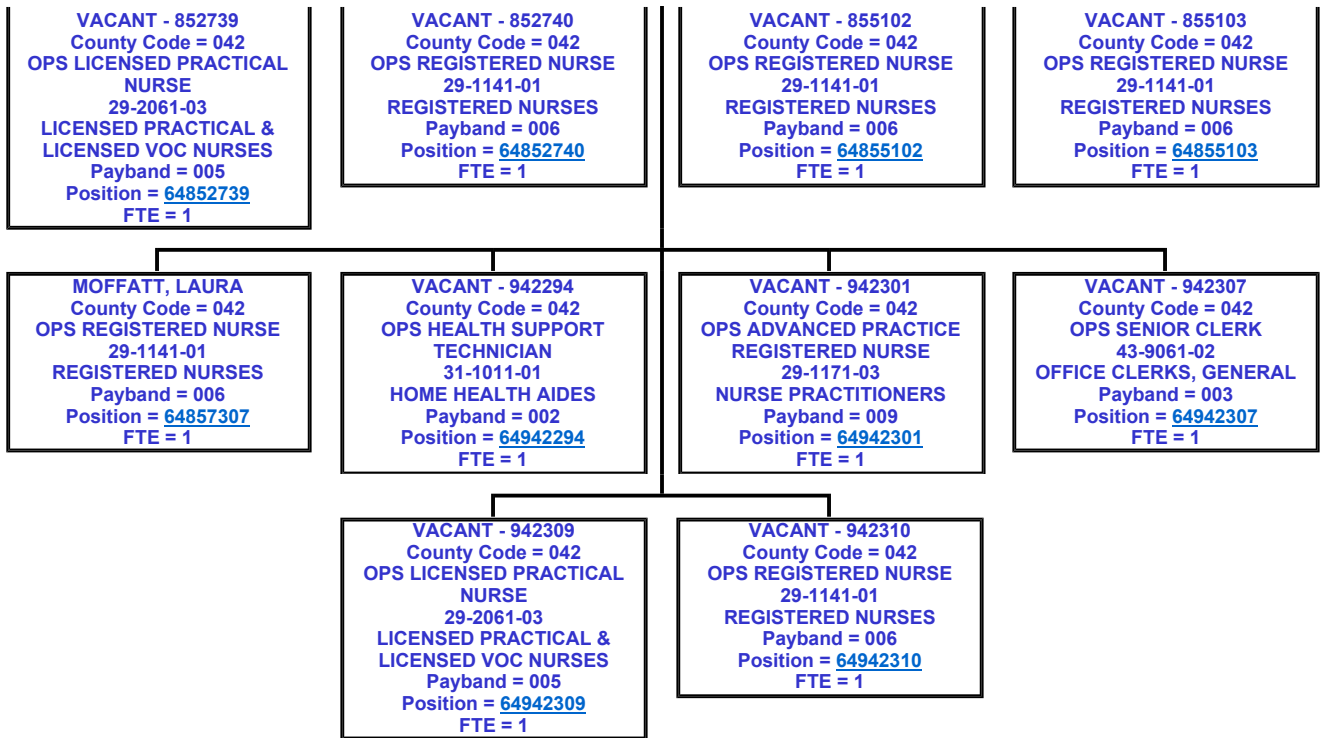 VACANT - 852739
County Code = 042
OPS LICENSED PRACTICAL
NURSE
29-2061-03
LICENSED PRACTICAL &
LICENSED VOC NURSES
Payband = 005
Position = 64852739
FTE = 1
VACANT - 852740
County Code = 042
OPS REGISTERED NURSE
29-1141-01
REGISTERED NURSES
Payband = 006
Position = 64852740
FTE = 1
VACANT - 855102
County Code = 042
OPS REGISTERED NURSE
29-1141-01
REGISTERED NURSES
Payband = 006
Position = 64855102
FTE = 1
VACANT - 855103
County Code = 042
OPS REGISTERED NURSE
29-1141-01
REGISTERED NURSES
Payband = 006
Position = 64855103
FTE = 1
MOFFATT, LAURA
County Code = 042
OPS REGISTERED NURSE
29-1141-01
REGISTERED NURSES
Payband = 006
Position = 64857307
FTE = 1
VACANT - 942294
County Code = 042
OPS HEALTH SUPPORT
TECHNICIAN
31-1011-01
HOME HEALTH AIDES
Payband = 002
Position = 64942294
FTE = 1
VACANT - 942301
County Code = 042
OPS ADVANCED PRACTICE
REGISTERED NURSE
29-1171-03
NURSE PRACTITIONERS
Payband = 009
Position = 64942301
FTE = 1
VACANT - 942307
County Code = 042
OPS SENIOR CLERK
43-9061-02
OFFICE CLERKS, GENERAL
Payband = 003
Position = 64942307
FTE = 1
VACANT - 942309
County Code = 042
OPS LICENSED PRACTICAL
NURSE
29-2061-03
LICENSED PRACTICAL &
LICENSED VOC NURSES
Payband = 005
Position = 64942309
FTE = 1
VACANT - 942310
County Code = 042
OPS REGISTERED NURSE
29-1141-01
REGISTERED NURSES
Payband = 006
Position = 64942310
FTE = 1